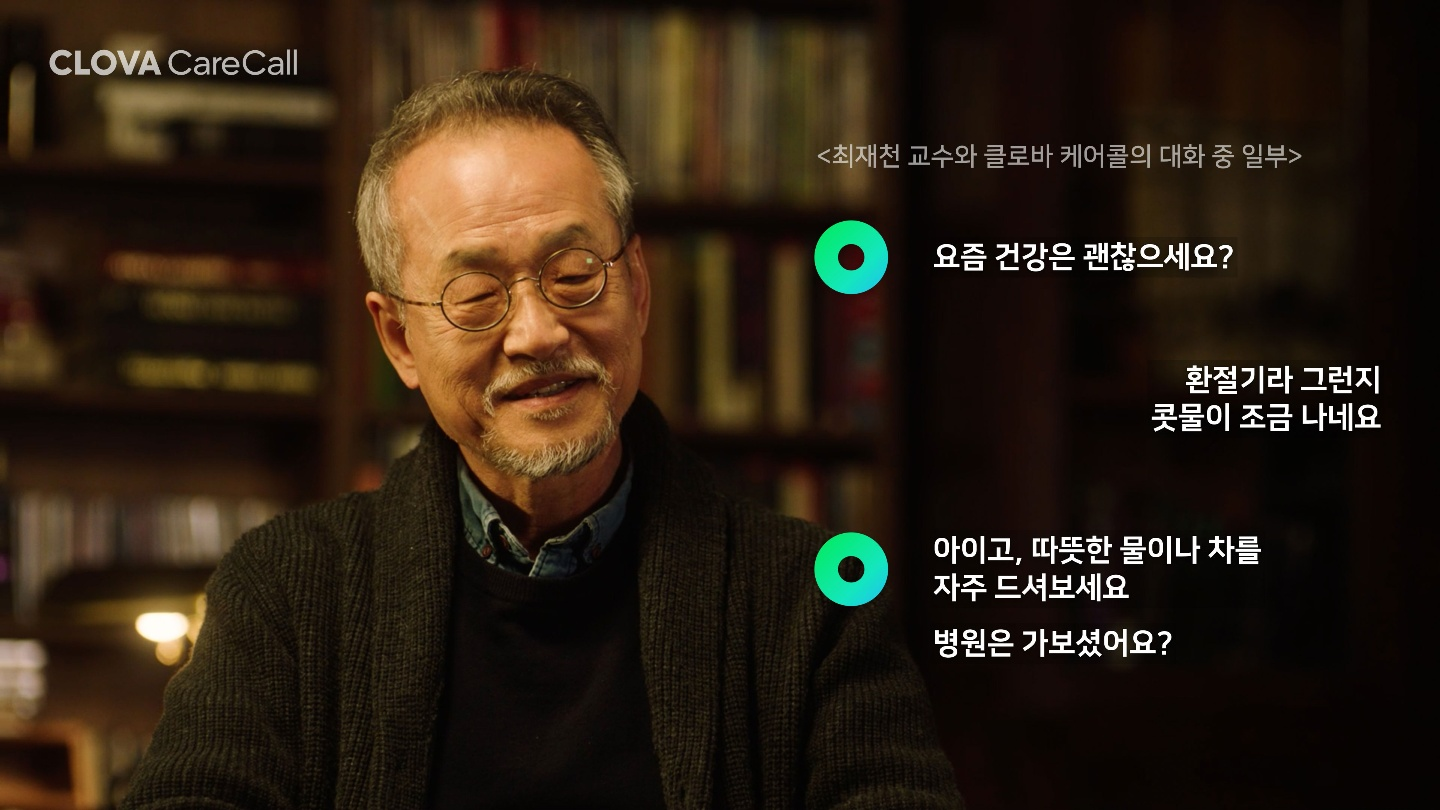 CLOVA CareCall
<최재천 교수와 클로바 케어콜의 대화 중 일부>
요즘 건강은 괜찮으세요?
환절기라 그런지
콧물이 조금 나네요
아이고, 따뜻한 물이나 차를
자주 드셔보세요
병원은 가보셨어요?